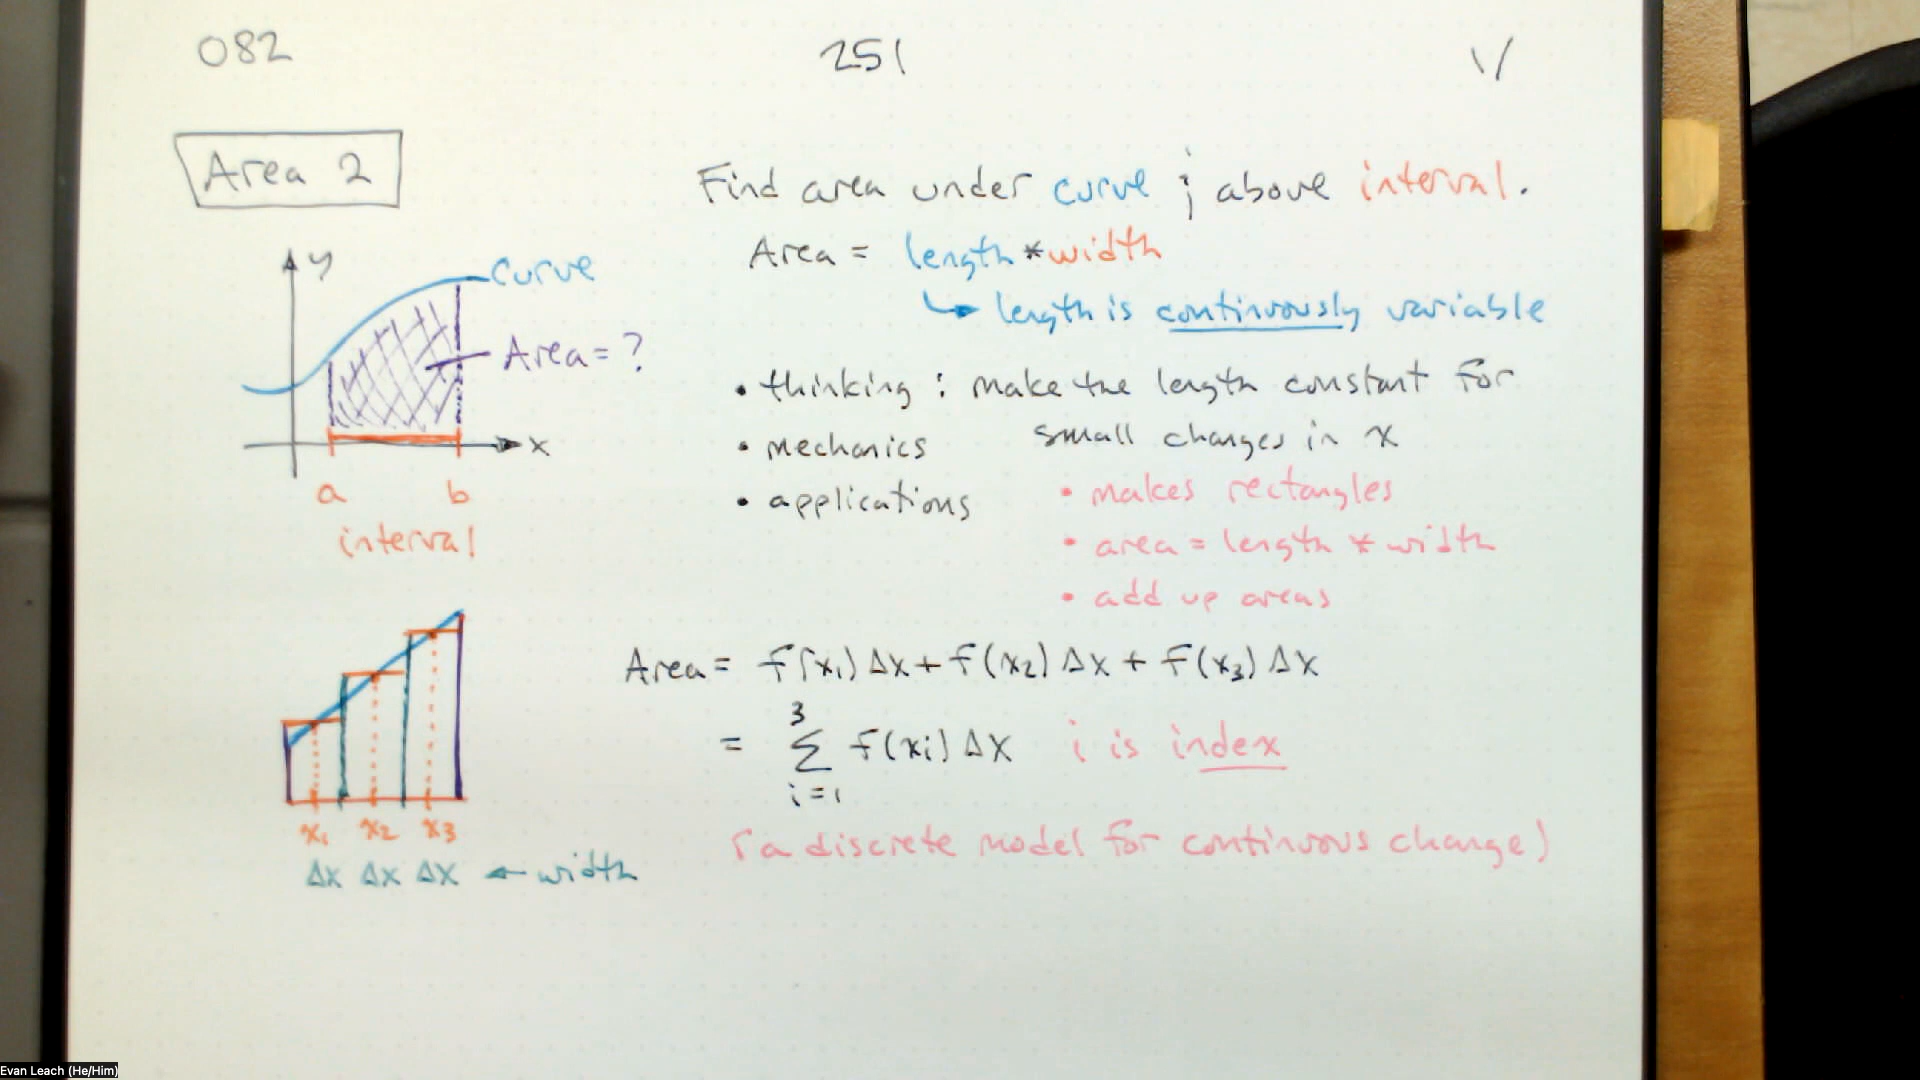 082 251 1/
Area 2
Find area under curve & above interval.
Area = length * width
↳ length is continuously variable
y
curve
Area = ?
x
a b
interval
• thinking : make the length constant for
small changes in x
• mechanics
• applications
• makes rectangles
• area = length * width
• add up areas
Area = f(x₁) Δx + f(x₂) Δx + f(x₃) Δx
= 3 Σ i=1 f(xi) Δx i is index
(a discrete model for continuous change)
x₁ x₂ x₃
Δx Δx Δx ← width
Evan Leach (He/Him)